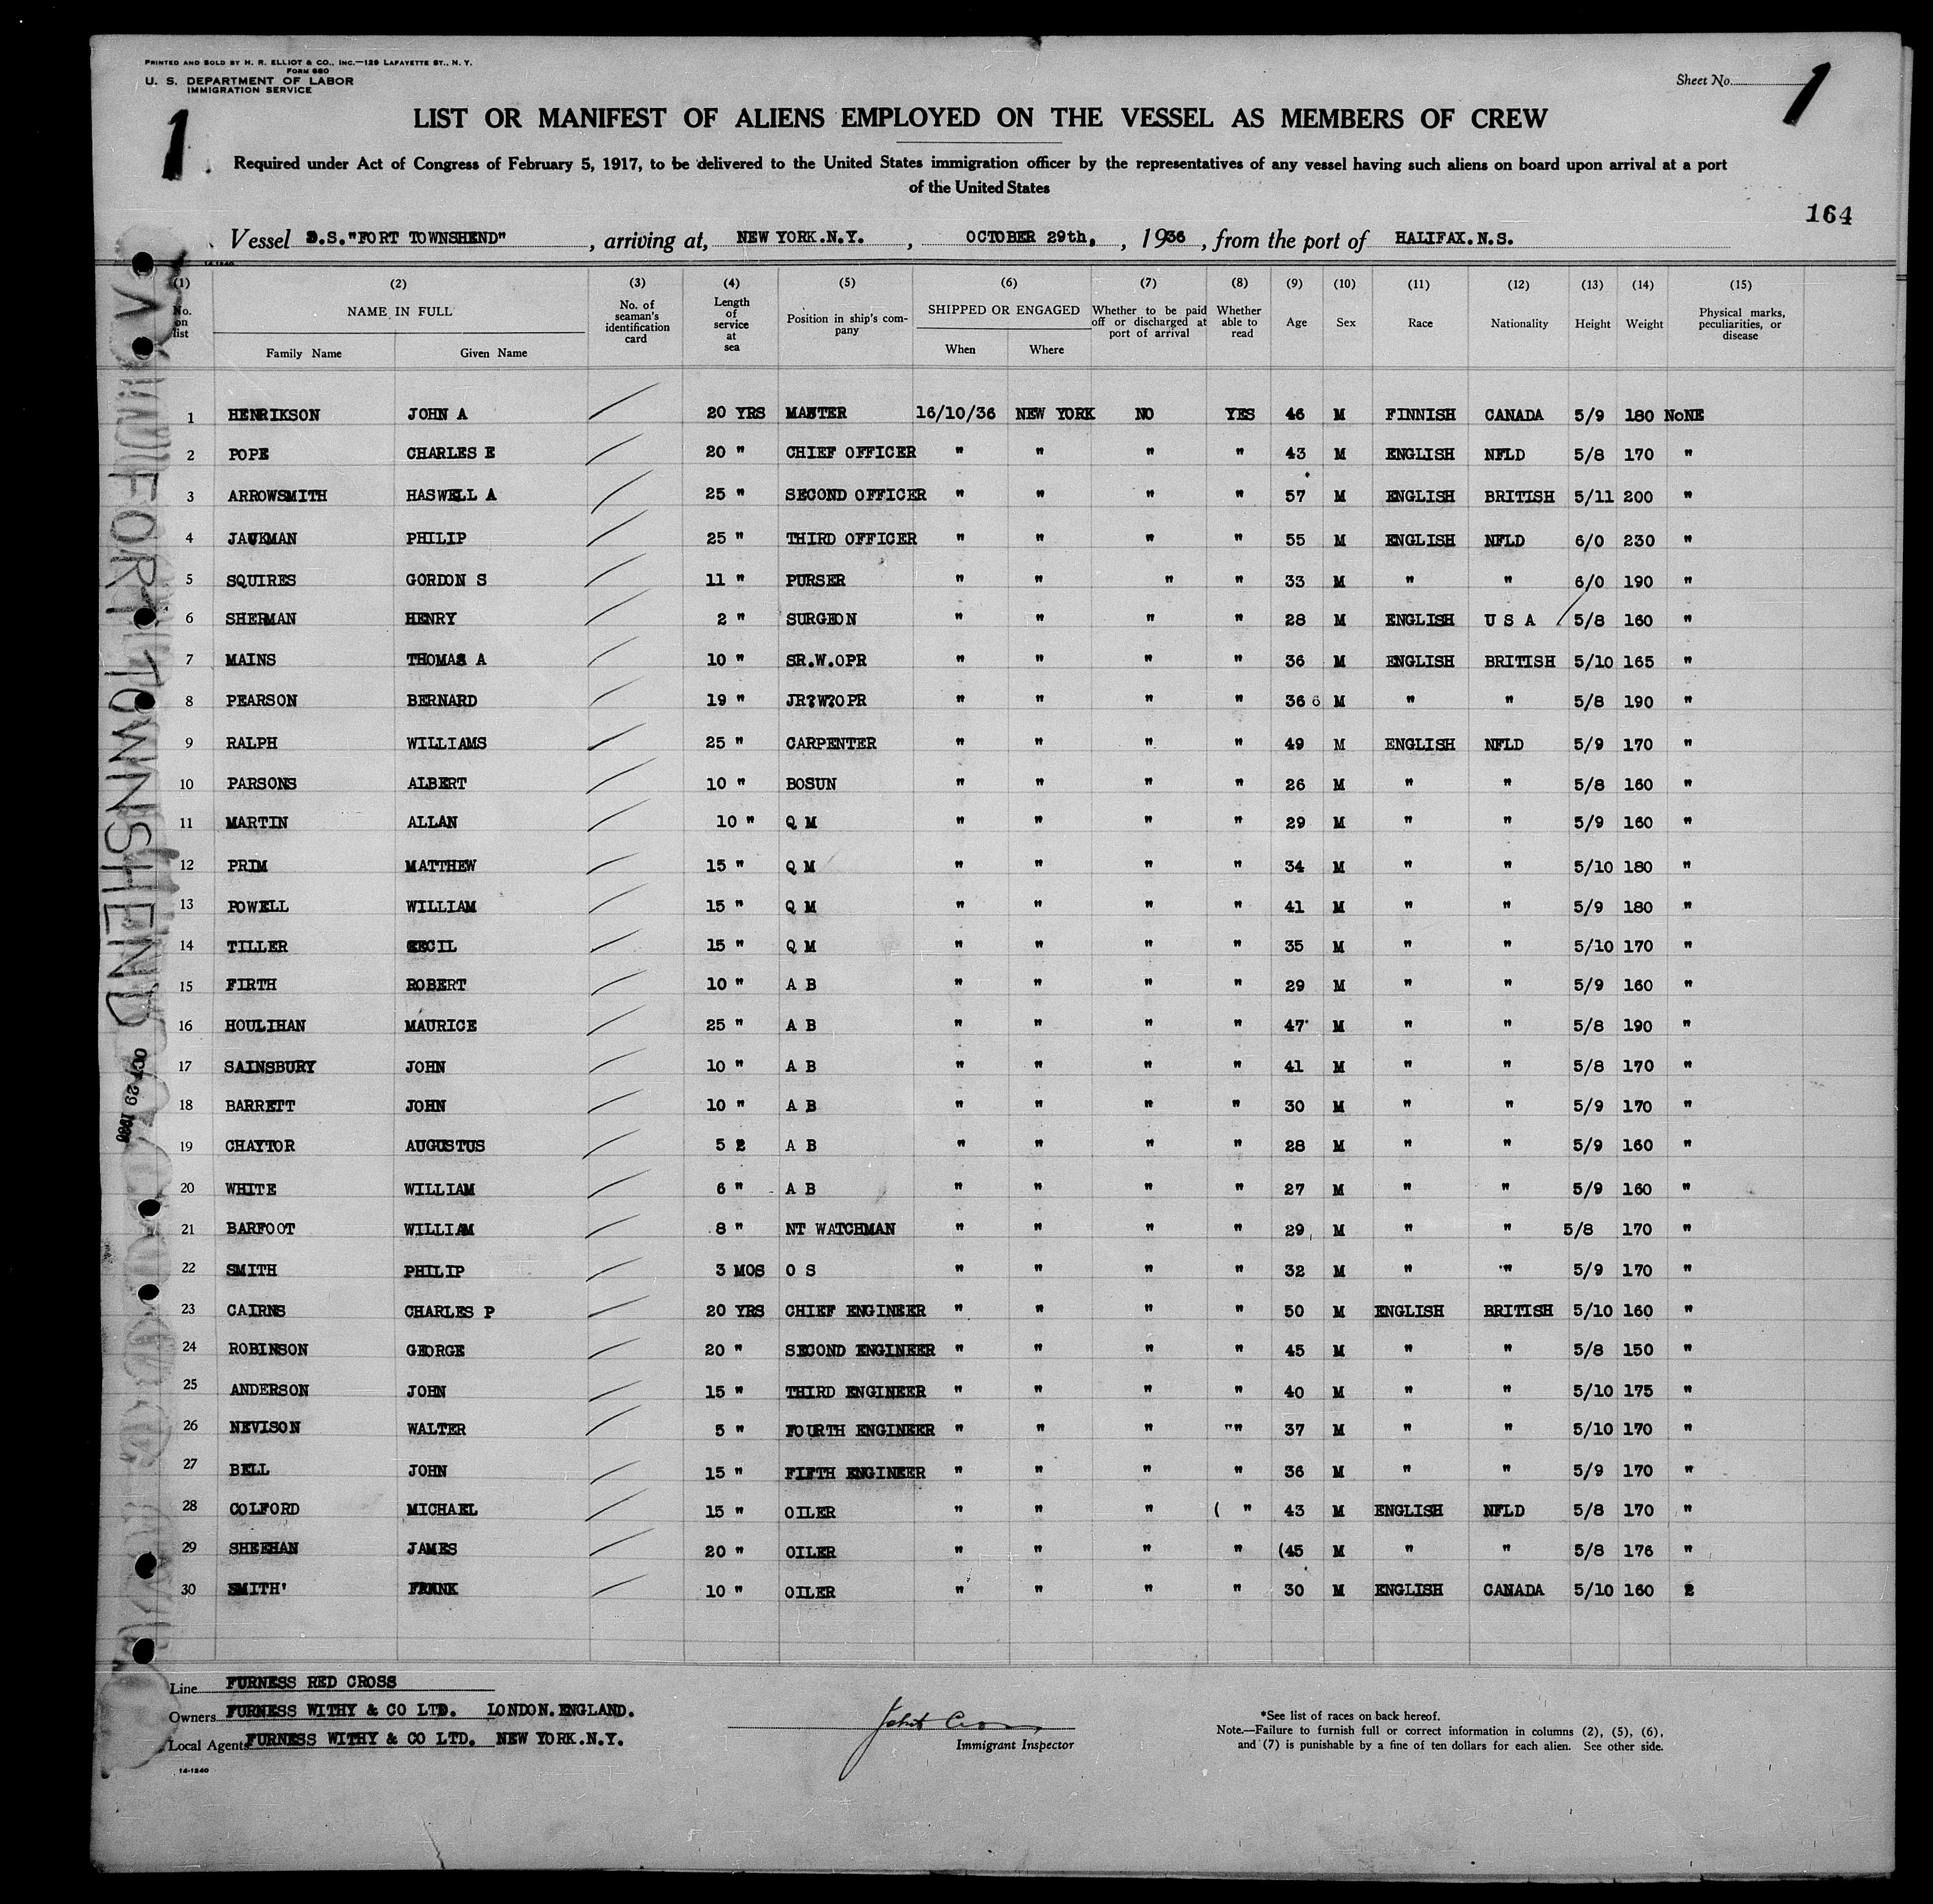 PRINTED AND SOLD BY H. R. ELLIOT & CO., INC.—129 LAFAYETTE ST., N. Y.
FORM 680
U. S. DEPARTMENT OF LABOR
IMMIGRATION SERVICE
Sheet No. 1
1
LIST OR MANIFEST OF ALIENS EMPLOYED ON THE VESSEL AS MEMBERS OF CREW
Required under Act of Congress of February 5, 1917, to be delivered to the United States immigration officer by the representatives of any vessel having such aliens on board upon arrival at a port
of the United States
164
Vessel S.S."FORT TOWNSHEND", arriving at, NEW YORK.N.Y., OCTOBER 29th, , 1936, from the port of HALIFAX.N.S.
(1) (2) (3) (4) (5) (6) (7) (8) (9) (10) (11) (12) (13) (14) (15)
No. on list NAME IN FULL Family Name Given Name No. of seaman's identification card Length of service at sea Position in ship's company SHIPPED OR ENGAGED When Where Whether to be paid off or discharged at port of arrival Whether able to read Age Sex Race Nationality Height Weight Physical marks, peculiarities, or disease
1 HENRIKSON JOHN A 20 YRS MASTER 16/10/36 NEW YORK NO YES 46 M FINNISH CANADA 5/9 180 NoNE
2 POPE CHARLES E 20 " CHIEF OFFICER " " " " 43 M ENGLISH NFLD 5/8 170 "
3 ARROWSMITH HASWELL A 25 " SECOND OFFICER " " " " 57 M ENGLISH BRITISH 5/11 200 "
4 JAUKMAN PHILIP 25 " THIRD OFFICER " " " " 55 M ENGLISH NFLD 6/0 230 "
5 SQUIRES GORDON S 11 " PURSER " " " " 33 M " " 6/0 190 "
6 SHERMAN HENRY 2 " SURGEON " " " " 28 M ENGLISH U S A 5/8 160 "
7 MAINS THOMAS A 10 " SR.W.OPR " " " " 36 M ENGLISH BRITISH 5/10 165 "
8 PEARSON BERNARD 19 " JR?W?OPR " " " " 36 6 M " " 5/8 190 "
9 RALPH WILLIAMS 25 " CARPENTER " " " " 49 M ENGLISH NFLD 5/9 170 "
10 PARSONS ALBERT 10 " BOSUN " " " " 26 M " " 5/8 160 "
11 MARTIN ALLAN 10 " Q M " " " " 29 M " " 5/9 160 "
12 PRIM MATTHEW 15 " Q M " " " " 34 M " " 5/10 180 "
13 POWELL WILLIAM 15 " Q M " " " " 41 M " " 5/9 180 "
14 TILLER CECIL 15 " Q M " " " " 35 M " " 5/10 170 "
15 FIRTH ROBERT 10 " A B " " " " 29 M " " 5/9 160 "
16 HOULIHAN MAURICE 25 " A B " " " " 47 M " " 5/8 190 "
17 SAINSBURY JOHN 10 " A B " " " " 41 M " " 5/8 170 "
18 BARRETT JOHN 10 " A B " " " " 30 M " " 5/9 170 "
19 CHAYTOR AUGUSTUS 5 2 A B " " " " 28 M " " 5/9 160 "
20 WHITE WILLIAM 6 " A B " " " " 27 M " " 5/9 160 "
21 BARFOOT WILLIAM 8 " NT WATCHMAN " " " " 29 M " " 5/8 170 "
22 SMITH PHILIP 3 MOS O S " " " " 32 M " " 5/9 170 "
23 CAIRNS CHARLES P 20 YRS CHIEF ENGINEER " " " " 50 M ENGLISH BRITISH 5/10 160 "
24 ROBINSON GEORGE 20 " SECOND ENGINEER " " " " 45 M " " 5/8 150 "
25 ANDERSON JOHN 15 " THIRD ENGINEER " " " " 40 M " " 5/10 175 "
26 NEVISON WALTER 5 " FOURTH ENGINEER " " " "" 37 M " " 5/10 170 "
27 BELL JOHN 15 " FIFTH ENGINEER " " " " 36 M " " 5/9 170 "
28 COLFORD MICHAEL 15 " OILER " " " ( " 43 M ENGLISH NFLD 5/8 170 "
29 SHEEHAN JAMES 20 " OILER " " " " (45 M " " 5/8 176 "
30 SMITH' FRANK 10 " OILER " " " " 30 M ENGLISH CANADA 5/10 160 2
FORT TOWNSHEND
OCT 29 1936
Line FURNESS RED CROSS
Owners FURNESS WITHY & CO LTD. LONDON.ENGLAND.
Local Agents FURNESS WITHY & CO LTD. NEW YORK.N.Y.
14-1240
Immigrant Inspector
*See list of races on back hereof.
Note.—Failure to furnish full or correct information in columns (2), (5), (6),
and (7) is punishable by a fine of ten dollars for each alien. See other side.